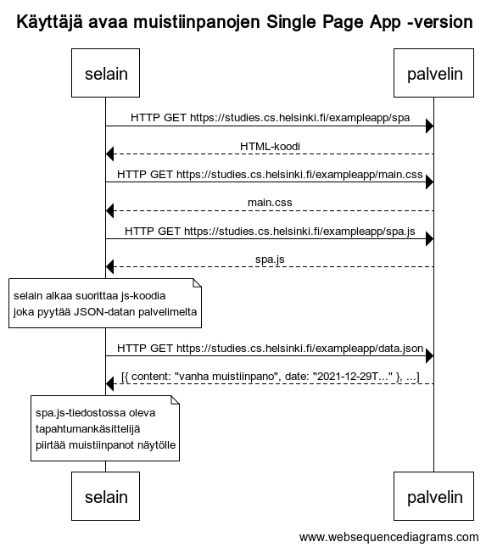 Käyttäjä avaa muistiinpanojen Single Page App -version
selain
palvelin
HTTP GET https://studies.cs.helsinki.fi/exampleapp/spa
HTML-koodi
HTTP GET https://studies.cs.helsinki.fi/exampleapp/main.css
main.css
HTTP GET https://studies.cs.helsinki.fi/exampleapp/spa.js
spa.js
selain alkaa suorittaa js-koodia
joka pyytää JSON-datan palvelimelta
HTTP GET https://studies.cs.helsinki.fi/exampleapp/data.json
[{ content: "vanha muistiinpano", date: "2021-12-29T..." }, ...]
spa.js-tiedostossa oleva
tapahtumankäsittelijä
piirtää muistiinpanot näytölle
selain
palvelin
www.websequencediagrams.com